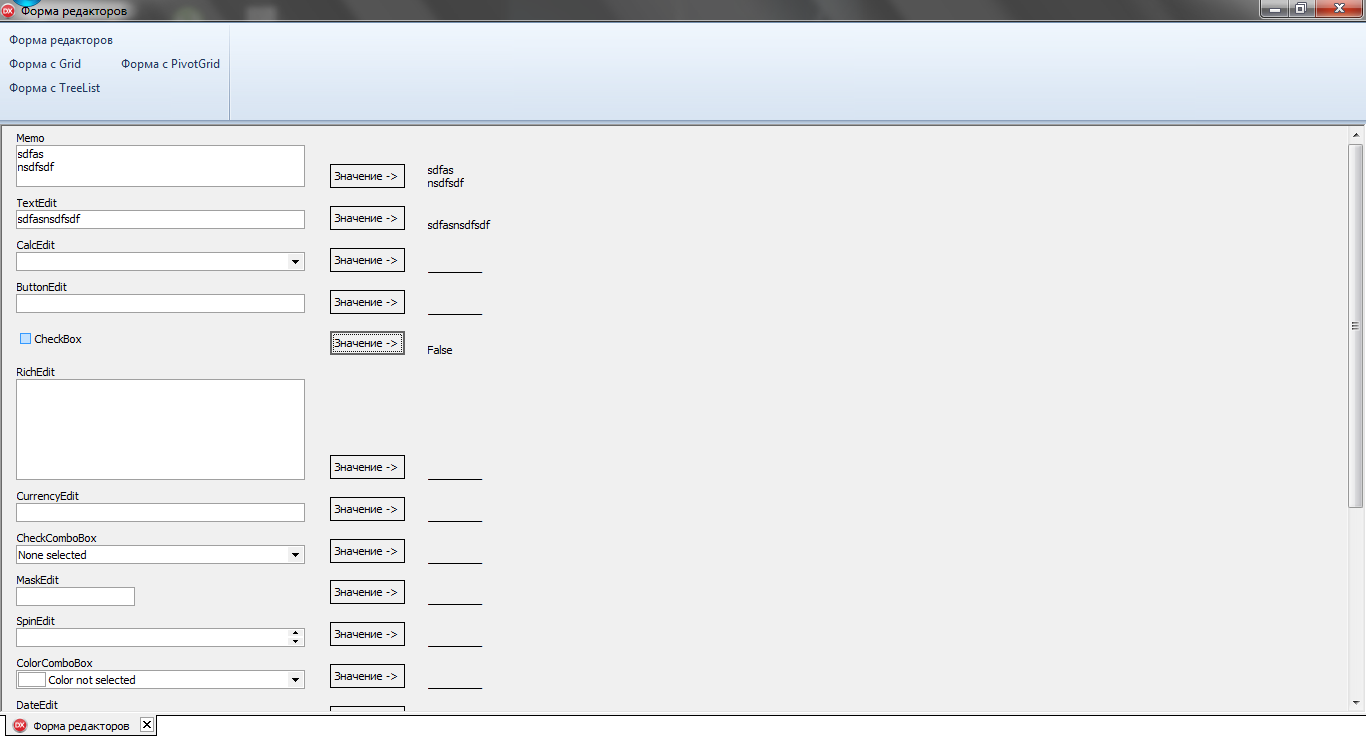 DX Форма редакторов
Форма редакторов
Форма с Grid Форма с PivotGrid
Форма с TreeList
Memo
sdfas
nsdfsdf
Значение ->
sdfas
nsdfsdf
TextEdit
sdfasnsdfsdf
Значение ->
sdfasnsdfsdf
CalcEdit
Значение ->
ButtonEdit
Значение ->
CheckBox
Значение ->
False
RichEdit
Значение ->
CurrencyEdit
Значение ->
CheckComboBox
None selected
Значение ->
MaskEdit
Значение ->
SpinEdit
Значение ->
ColorComboBox
Color not selected
Значение ->
DateEdit
DX Форма редакторов